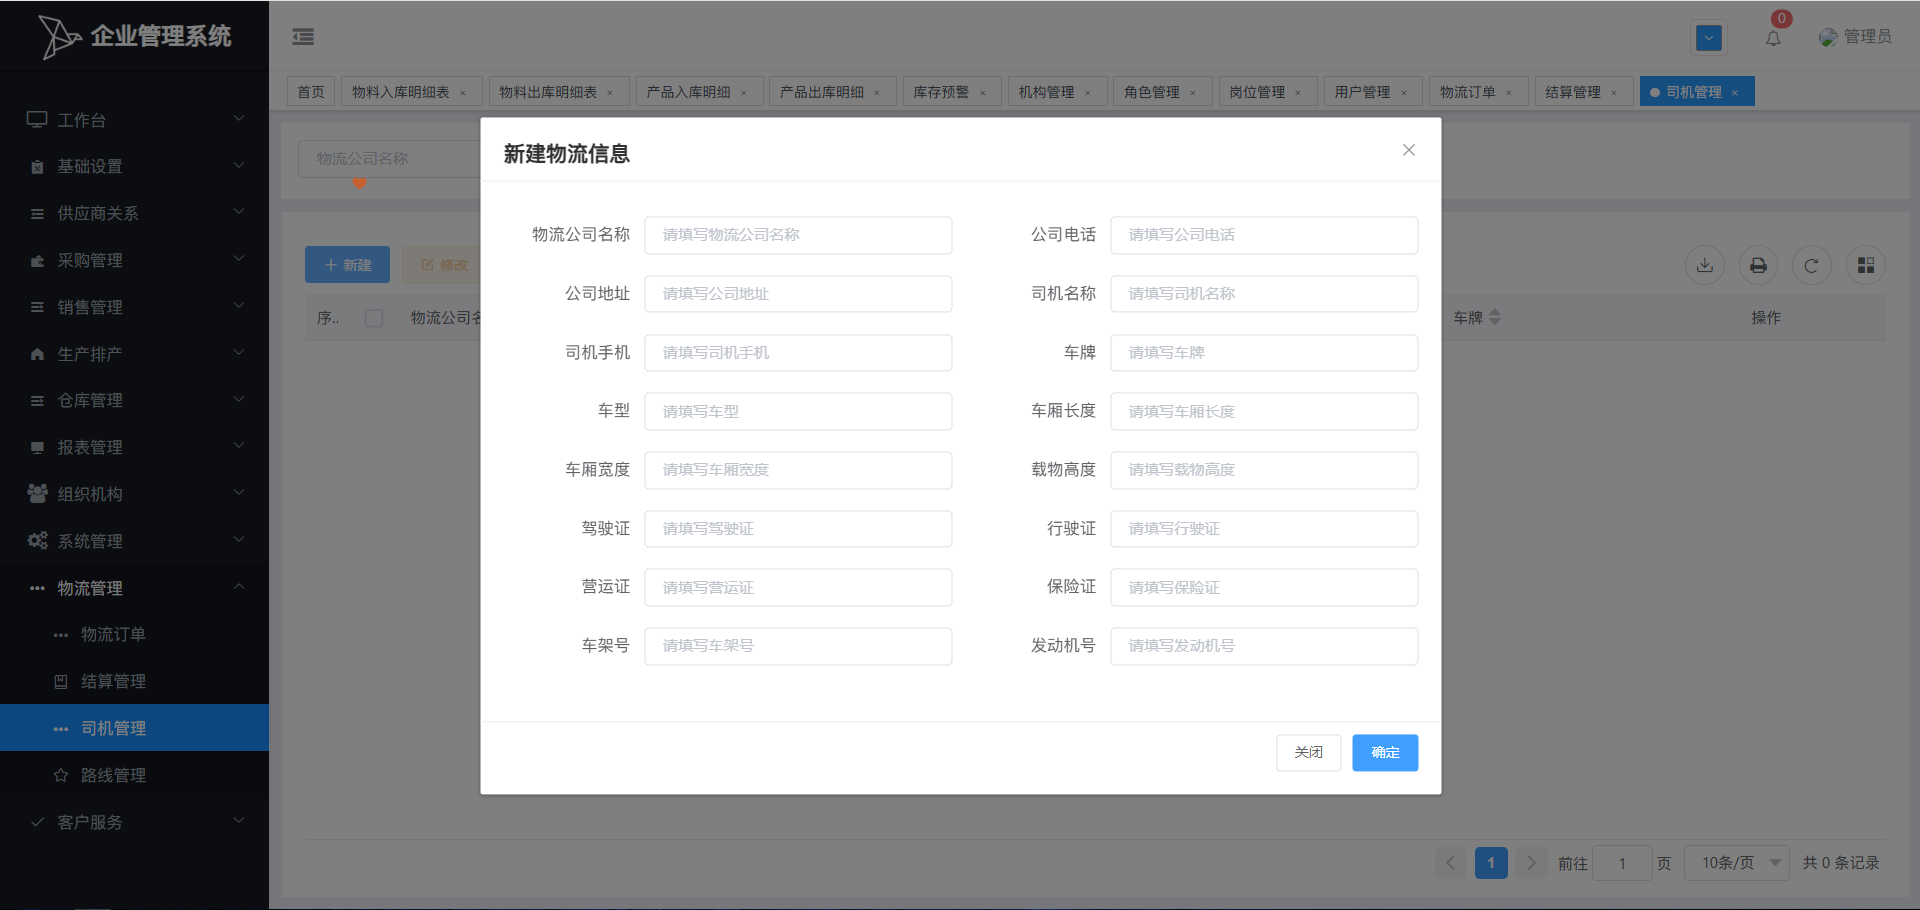 企业管理系统
0
管理员
首页
物料入库明细表 ×
物料出库明细表 ×
产品入库明细 ×
产品出库明细 ×
库存预警 ×
机构管理 ×
角色管理 ×
岗位管理 ×
用户管理 ×
物流订单 ×
结算管理 ×
司机管理 ×
工作台
基础设置
供应商关系
采购管理
销售管理
生产排产
仓库管理
报表管理
组织机构
系统管理
物流管理
物流订单
结算管理
司机管理
路线管理
客户服务
物流公司名称
新建
修改
序..
物流公司名
车牌
操作
新建物流信息
物流公司名称 请填写物流公司名称
公司电话 请填写公司电话
公司地址 请填写公司地址
司机名称 请填写司机名称
司机手机 请填写司机手机
车牌 请填写车牌
车型 请填写车型
车厢长度 请填写车厢长度
车厢宽度 请填写车厢宽度
载物高度 请填写载物高度
驾驶证 请填写驾驶证
行驶证 请填写行驶证
营运证 请填写营运证
保险证 请填写保险证
车架号 请填写车架号
发动机号 请填写发动机号
关闭
确定
1
前往 1 页
10条/页
共 0 条记录